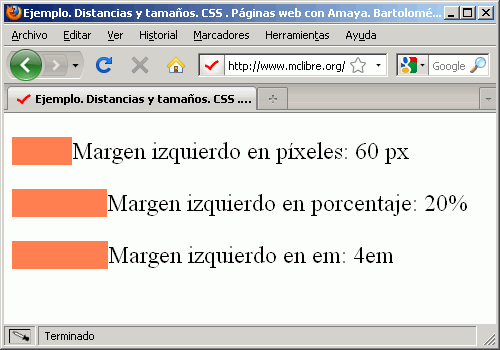 Ejemplo. Distancias y tamaños. CSS . Páginas web con Amaya. Bartolomé...
Archivo Editar Ver Historial Marcadores Herramientas Ayuda
http://www.mclibre.org/ Google
Ejemplo. Distancias y tamaños. CSS ....
Margen izquierdo en píxeles: 60 px
Margen izquierdo en porcentaje: 20%
Margen izquierdo en em: 4em
Terminado